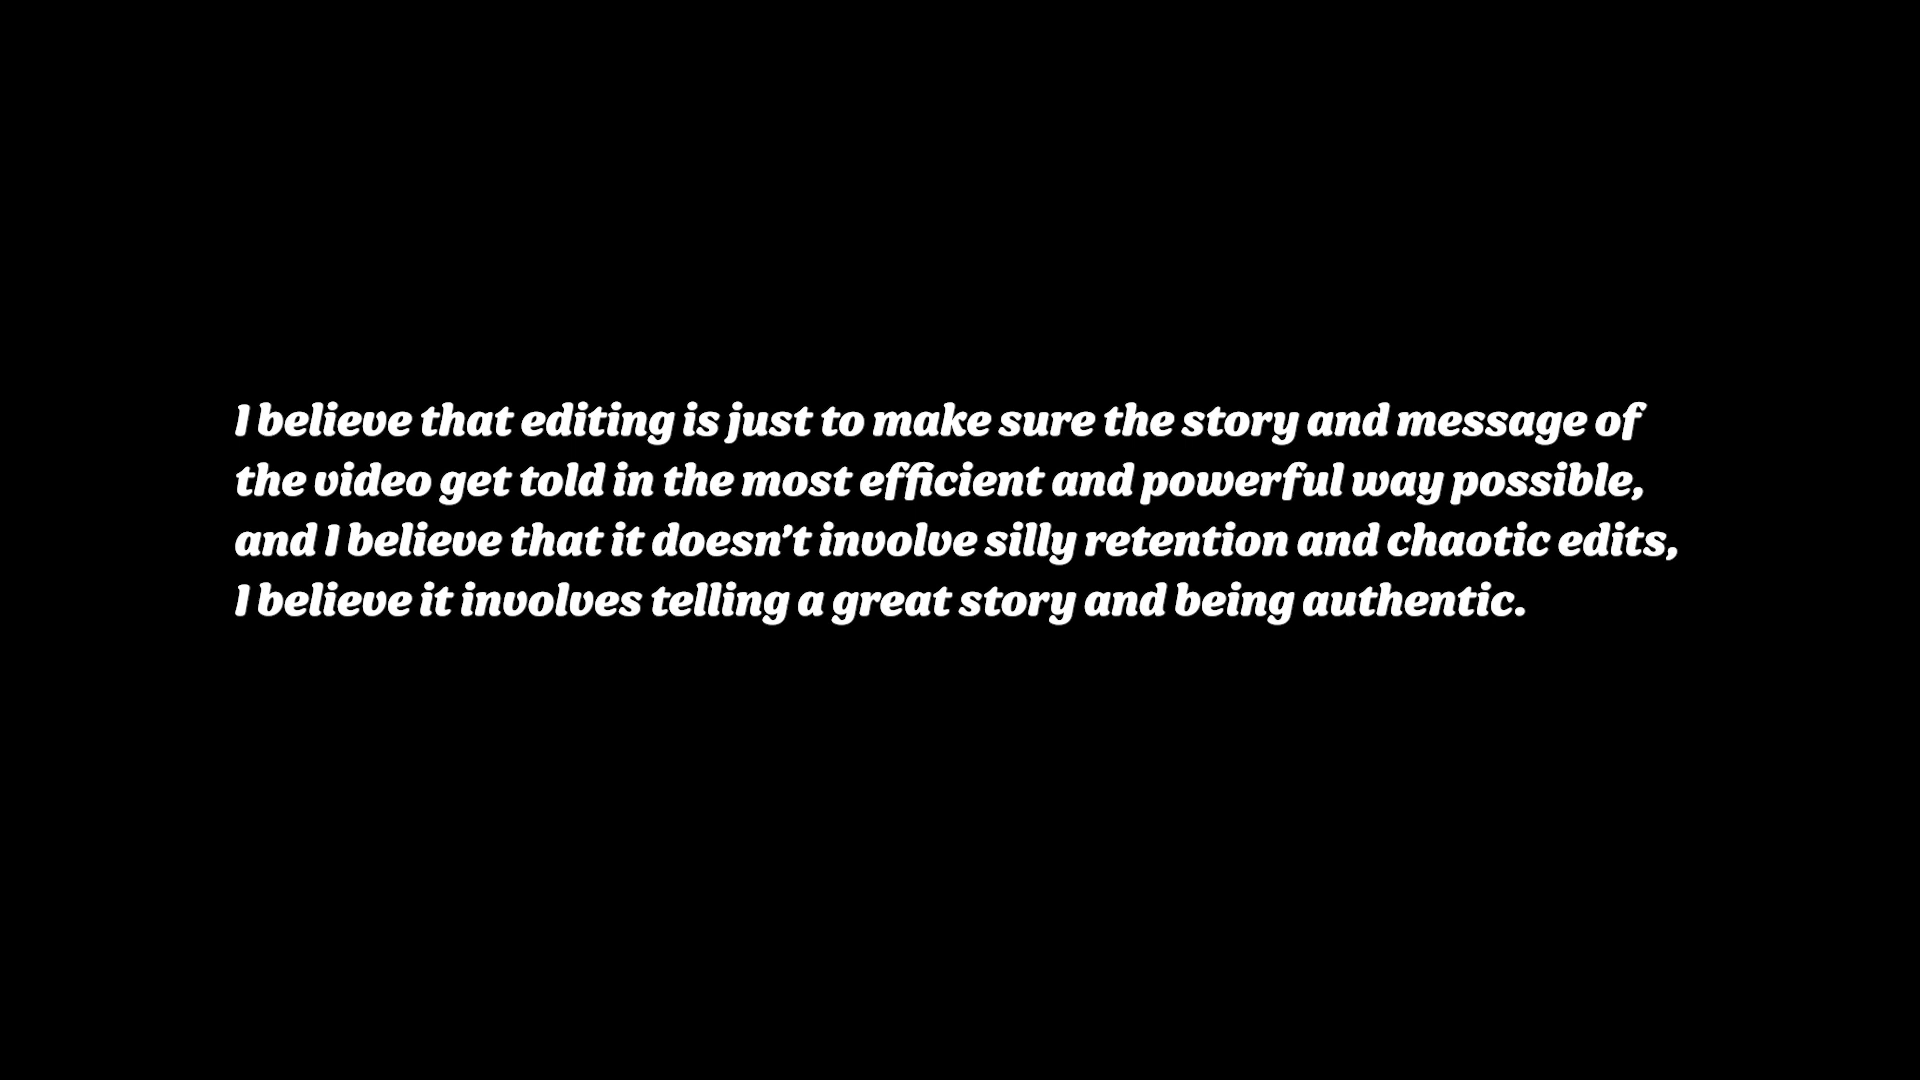 I believe that editing is just to make sure the story and message of
the video get told in the most efficient and powerful way possible,
and I believe that it doesn’t involve silly retention and chaotic edits,
I believe it involves telling a great story and being authentic.